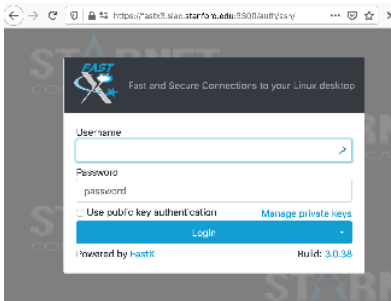 https://fastx3.slac.stanford.edu:3300/auth/ssh/
FAST
Fast and Secure Connections to your Linux desktop
Username
Password
password
Use public key authentication
Manage private keys
Login
Powered by FastX
Build: 3.0.38